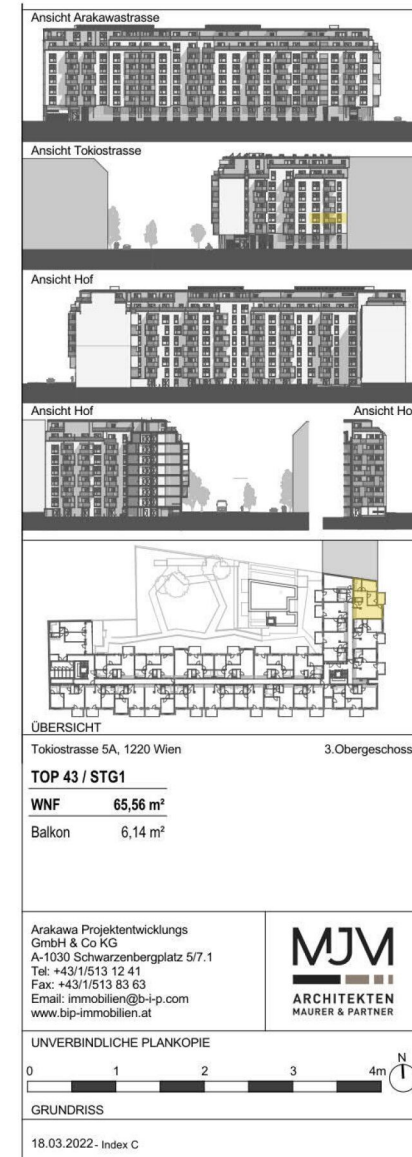 Ansicht Arakawastrasse
Ansicht Tokiostrasse
Ansicht Hof
Ansicht Hof
Ansicht Ho
ÜBERSICHT
Tokiostrasse 5A, 1220 Wien
3.Obergeschoss
TOP 43 / STG1
WNF 65,56 m²
Balkon 6,14 m²
Arakawa Projektentwicklungs
GmbH & Co KG
A-1030 Schwarzenbergplatz 5/7.1
Tel: +43/1/513 12 41
Fax: +43/1/513 83 63
Email: immobilien@b-i-p.com
www.bip-immobilien.at
MJM
ARCHITEKTEN
MAURER & PARTNER
UNVERBINDLICHE PLANKOPIE
0 1 2 3 4m
N
GRUNDRISS
18.03.2022 - Index C